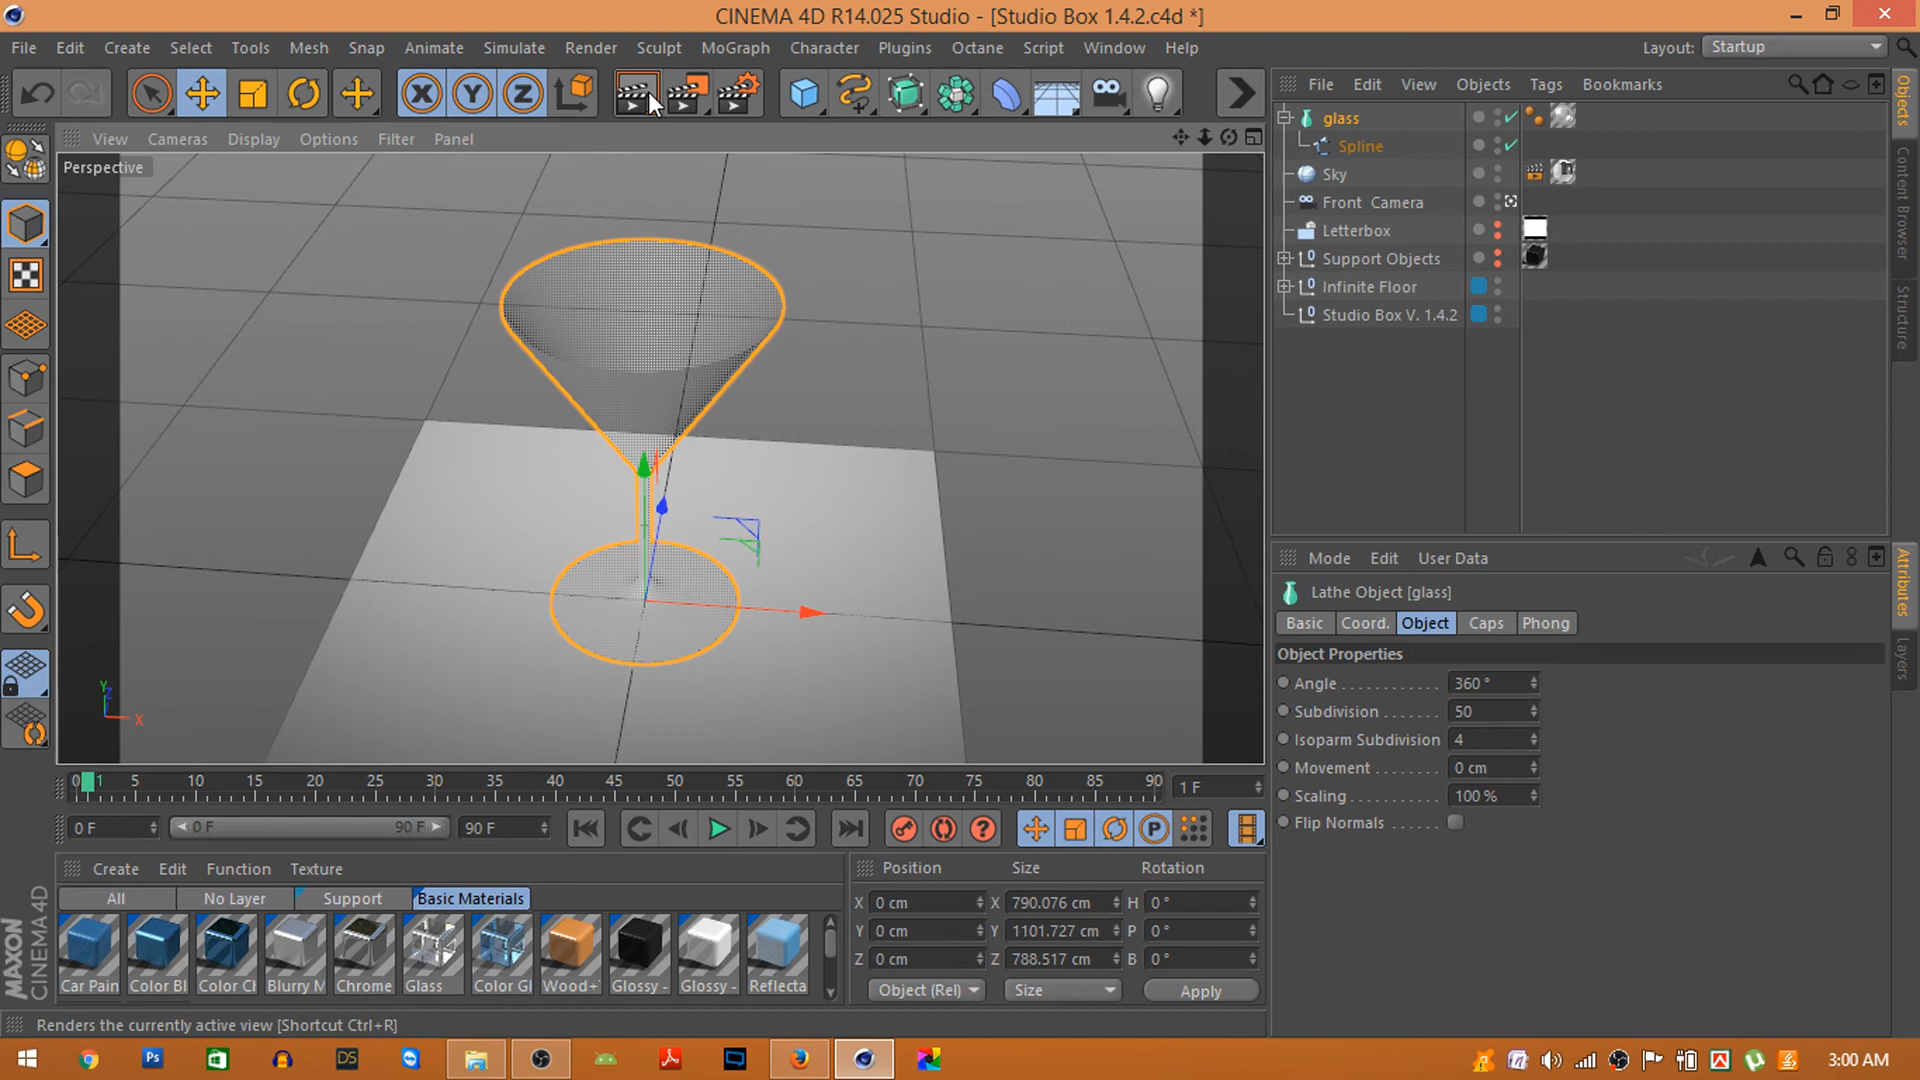 CINEMA 4D R14.025 Studio - [Studio Box 1.4.2.c4d *]
File Edit Create Select Tools Mesh Snap Animate Simulate Render Sculpt MoGraph Character Plugins Octane Script Window Help
Layout: Startup
X Y Z
File Edit View Objects Tags Bookmarks
View Cameras Display Options Filter Panel
Perspective
glass
Spline
Sky
Front Camera
Letterbox
Support Objects
Infinite Floor
Studio Box V. 1.4.2
Objects
Content Browser
Structure
Attributes
Layers
Y
Z
X
Mode Edit User Data
Lathe Object [glass]
Basic Coord. Object Caps Phong
Object Properties
Angle 360 °
Subdivision 50
Isoparm Subdivision 4
Movement 0 cm
Scaling 100 %
Flip Normals
0 1 5 10 15 20 25 30 35 40 45 50 55 60 65 70 75 80 85 90 1 F
0 F 0 F 90 F 90 F P
Create Edit Function Texture
All No Layer Support Basic Materials
Car Pain Color Bl Color Cl Blurry M Chrome Glass Color Gl Wood+ Glossy - Glossy - Reflecta
Position Size Rotation
X 0 cm X 790.076 cm H 0 °
Y 0 cm Y 1101.727 cm P 0 °
Z 0 cm Z 788.517 cm B 0 °
Object (Rel) Size Apply
MAXON
CINEMA 4D
Renders the currently active view [Shortcut Ctrl+R]
Ps DS
3:00 AM